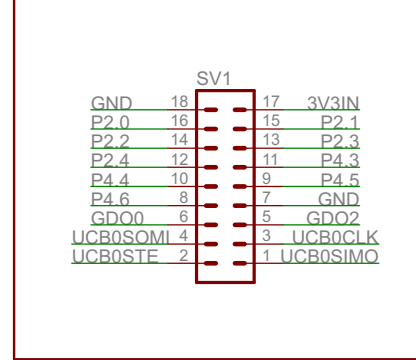 SV1
GND 18 17 3V3IN
P2.0 16 15 P2.1
P2.2 14 13 P2.3
P2.4 12 11 P4.3
P4.4 10 9 P4.5
P4.6 8 7 GND
GDO0 6 5 GDO2
UCB0SOMI 4 3 UCB0CLK
UCB0STE 2 1 UCB0SIMO